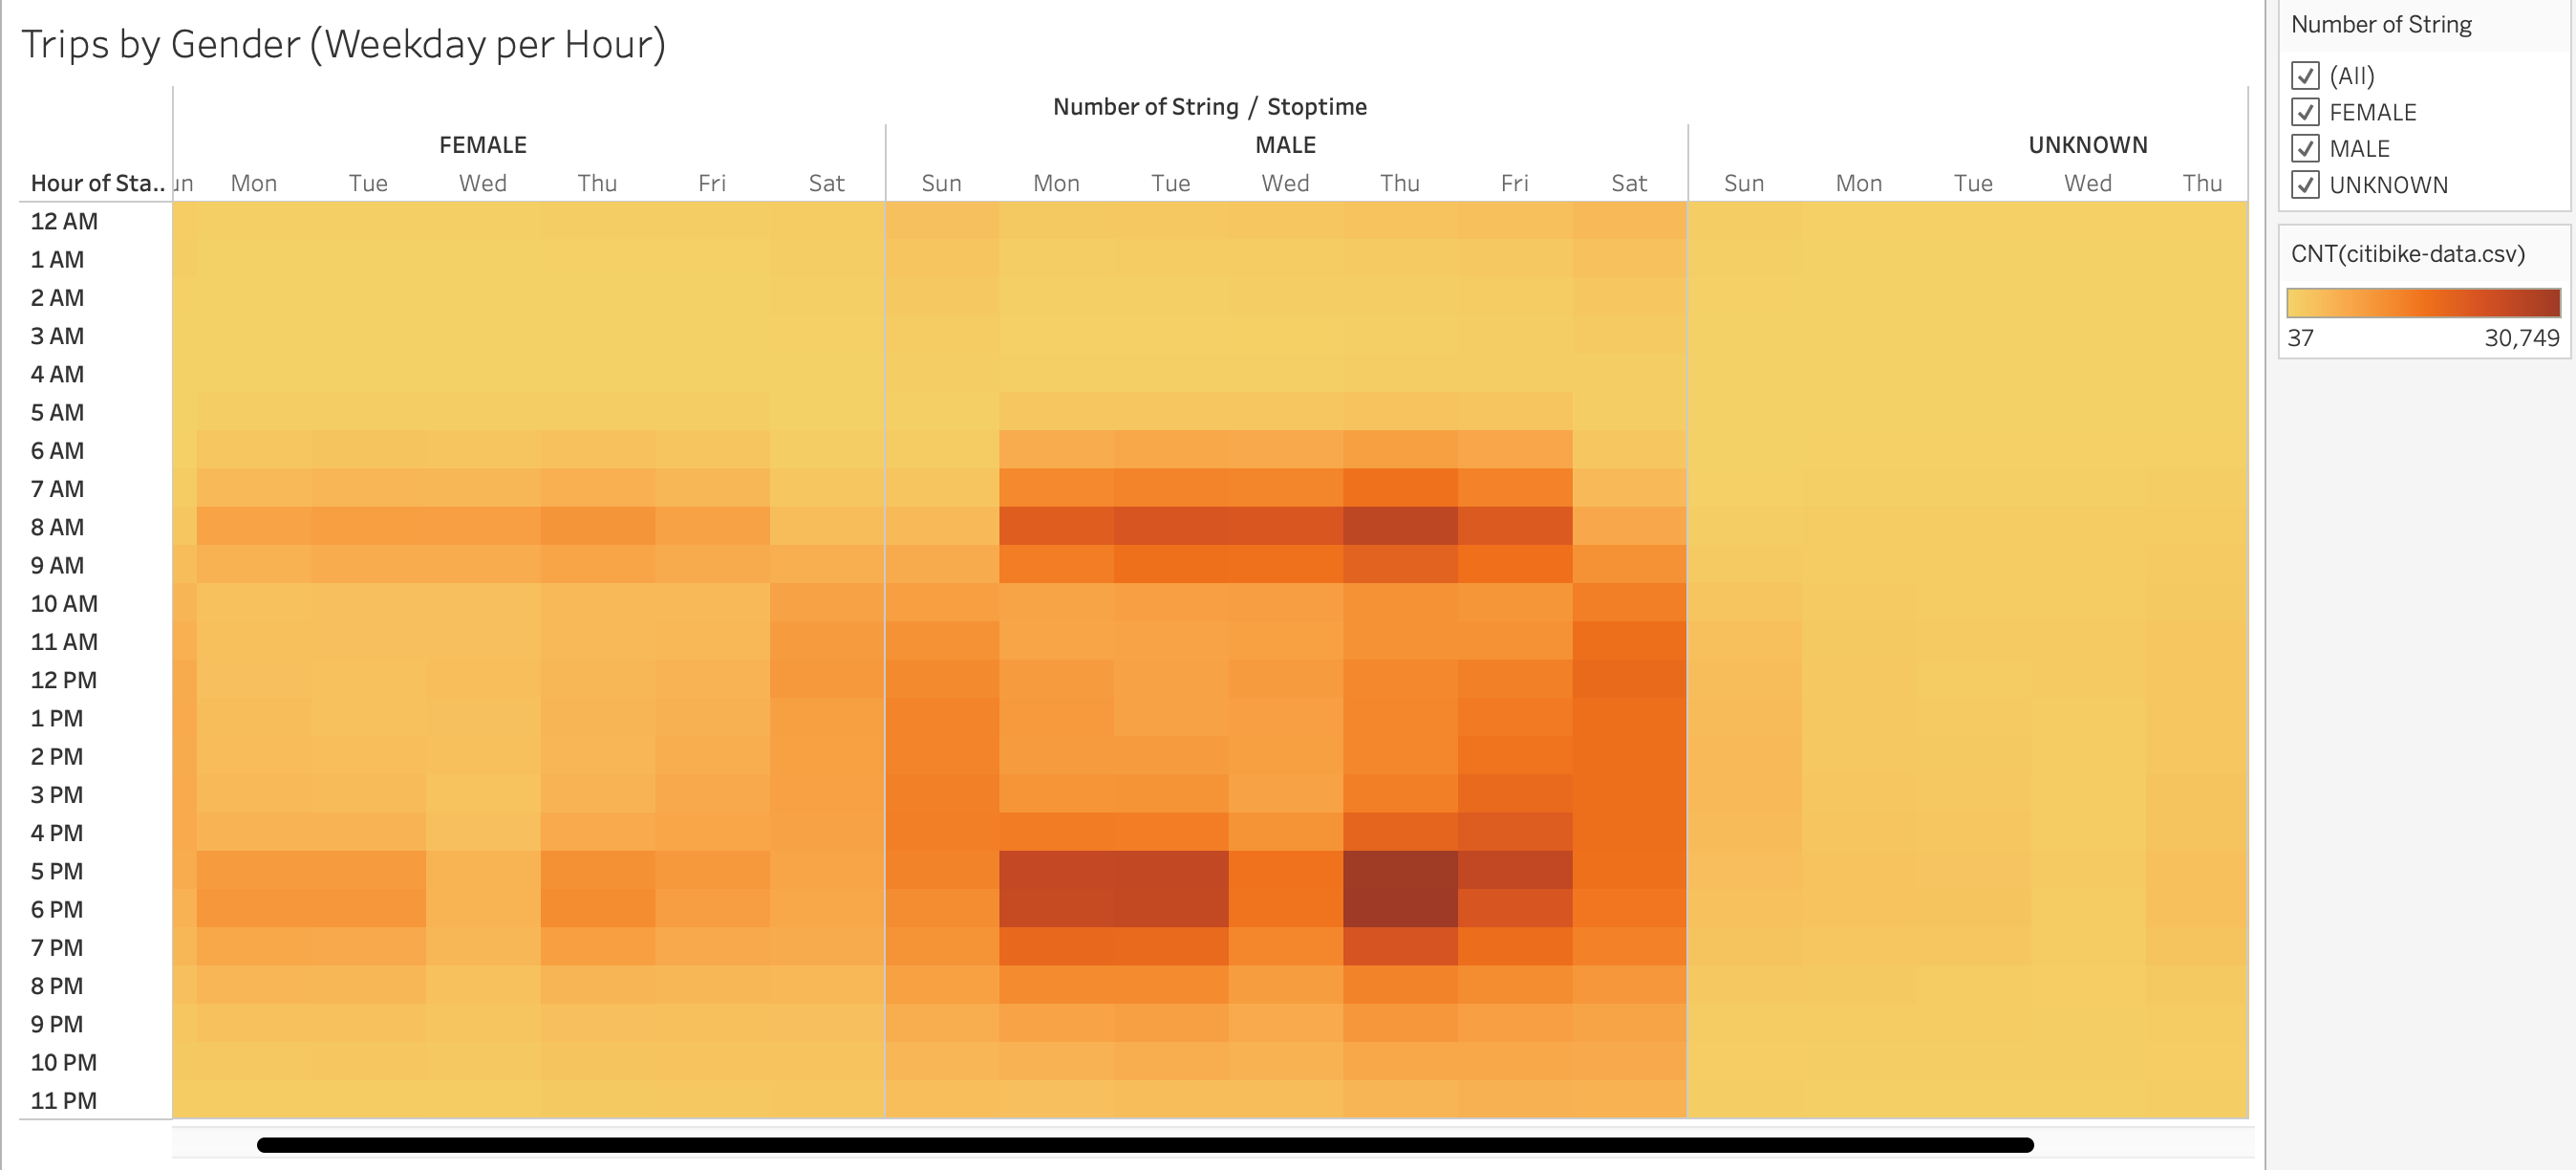 Trips by Gender (Weekday per Hour)
Number of String / Stoptime
FEMALE MALE UNKNOWN
Hour of Sta.. un Mon Tue Wed Thu Fri Sat Sun Mon Tue Wed Thu Fri Sat Sun Mon Tue Wed Thu
12 AM
1 AM
2 AM
3 AM
4 AM
5 AM
6 AM
7 AM
8 AM
9 AM
10 AM
11 AM
12 PM
1 PM
2 PM
3 PM
4 PM
5 PM
6 PM
7 PM
8 PM
9 PM
10 PM
11 PM
Number of String
(All)
FEMALE
MALE
UNKNOWN
CNT(citibike-data.csv)
37 30,749